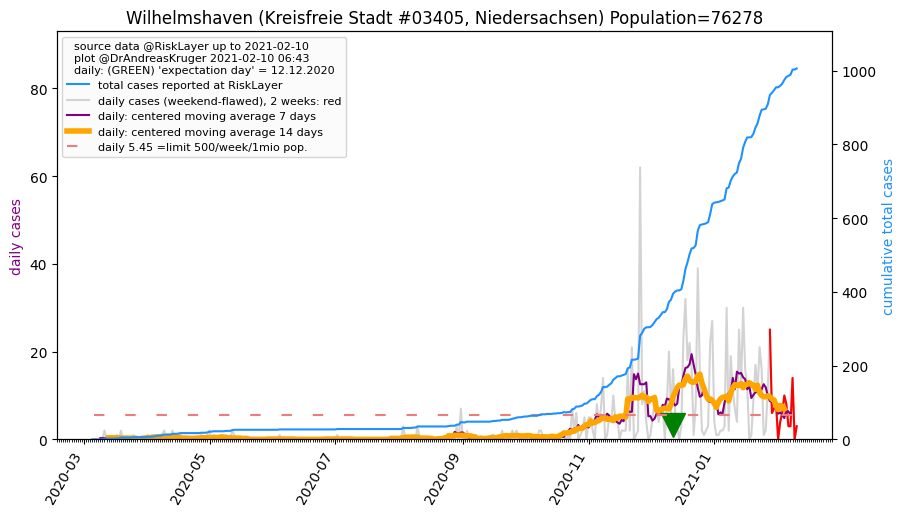 Wilhelmshaven (Kreisfreie Stadt #03405, Niedersachsen) Population=76278
source data @RiskLayer up to 2021-02-10
plot @DrAndreasKruger 2021-02-10 06:43
daily: (GREEN) 'expectation day' = 12.12.2020
total cases reported at RiskLayer
daily cases (weekend-flawed), 2 weeks: red
daily: centered moving average 7 days
daily: centered moving average 14 days
daily 5.45 =limit 500/week/1mio pop.
daily cases
80
60
40
20
0
cumulative total cases
1000
800
600
400
200
0
2020-03
2020-05
2020-07
2020-09
2020-11
2021-01